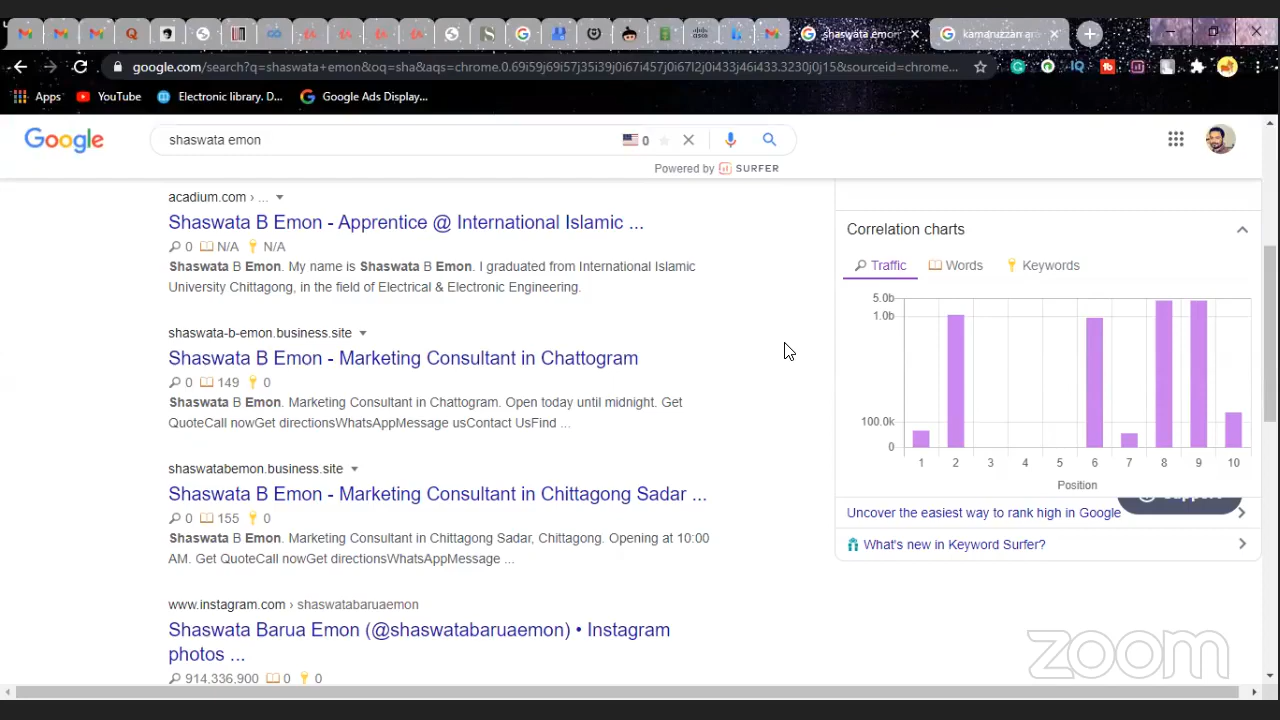 shaswata emon
kamaruzzan
google.com/search?q=shaswata+emon&oq=sha&aqs=chrome.0.69i59j69i57j35i39j0i67i457j0i67l2j0i433j46i433.3230j0j15&sourceid=chrome...
Apps YouTube Electronic library. D... Google Ads Display...
Google shaswata emon 0
Powered by SURFER
acadium.com › ...
Shaswata B Emon - Apprentice @ International Islamic ...
0 N/A N/A
Shaswata B Emon. My name is Shaswata B Emon. I graduated from International Islamic
University Chittagong, in the field of Electrical & Electronic Engineering.
shaswata-b-emon.business.site
Shaswata B Emon - Marketing Consultant in Chattogram
0 149 0
Shaswata B Emon. Marketing Consultant in Chattogram. Open today until midnight. Get
QuoteCall nowGet directionsWhatsAppMessage usContact UsFind ...
shaswatabemon.business.site
Shaswata B Emon - Marketing Consultant in Chittagong Sadar ...
0 155 0
Shaswata B Emon. Marketing Consultant in Chittagong Sadar, Chittagong. Opening at 10:00
AM. Get QuoteCall nowGet directionsWhatsAppMessage ...
www.instagram.com › shaswatabaruaemon
Shaswata Barua Emon (@shaswatabaruaemon) • Instagram
photos ...
914,336,900 0 0
Correlation charts
Traffic Words Keywords
5.0b
1.0b
100.0k
0
1 2 3 4 5 6 7 8 9 10
Position
Support
Uncover the easiest way to rank high in Google
What's new in Keyword Surfer?
zoom